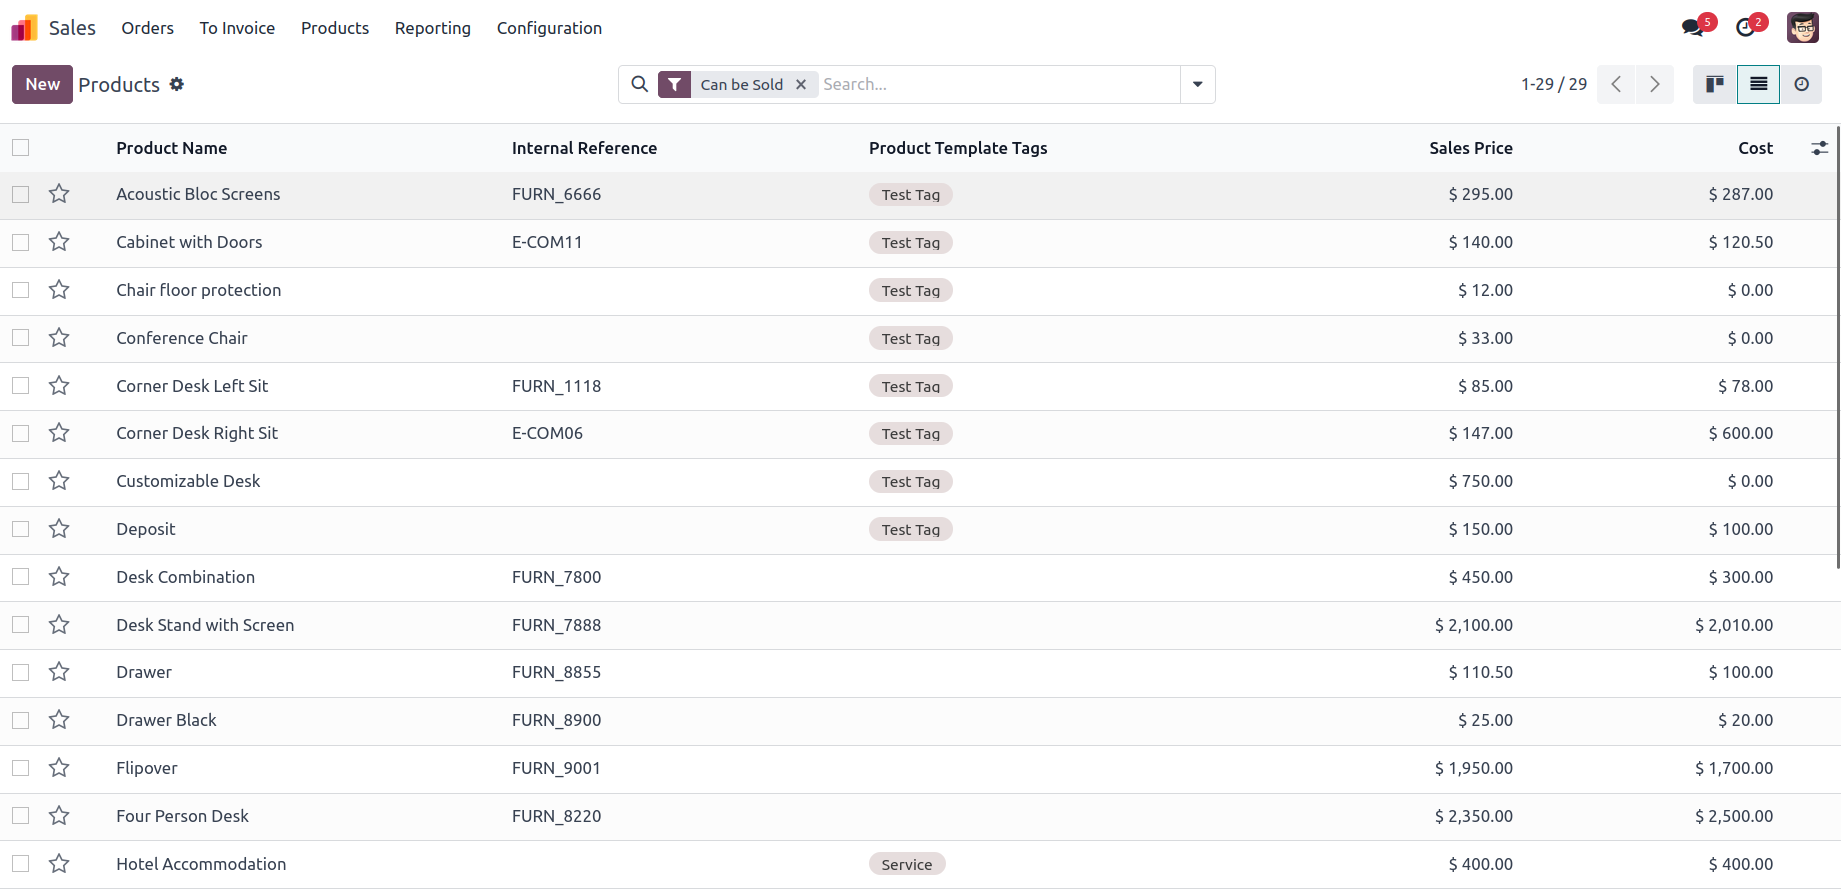 Sales Orders To Invoice Products Reporting Configuration 5 2
New Products Can be Sold Search... 1-29 / 29
Product Name Internal Reference Product Template Tags Sales Price Cost
Acoustic Bloc Screens FURN_6666 Test Tag $ 295.00 $ 287.00
Cabinet with Doors E-COM11 Test Tag $ 140.00 $ 120.50
Chair floor protection Test Tag $ 12.00 $ 0.00
Conference Chair Test Tag $ 33.00 $ 0.00
Corner Desk Left Sit FURN_1118 Test Tag $ 85.00 $ 78.00
Corner Desk Right Sit E-COM06 Test Tag $ 147.00 $ 600.00
Customizable Desk Test Tag $ 750.00 $ 0.00
Deposit Test Tag $ 150.00 $ 100.00
Desk Combination FURN_7800 $ 450.00 $ 300.00
Desk Stand with Screen FURN_7888 $ 2,100.00 $ 2,010.00
Drawer FURN_8855 $ 110.50 $ 100.00
Drawer Black FURN_8900 $ 25.00 $ 20.00
Flipover FURN_9001 $ 1,950.00 $ 1,700.00
Four Person Desk FURN_8220 $ 2,350.00 $ 2,500.00
Hotel Accommodation Service $ 400.00 $ 400.00